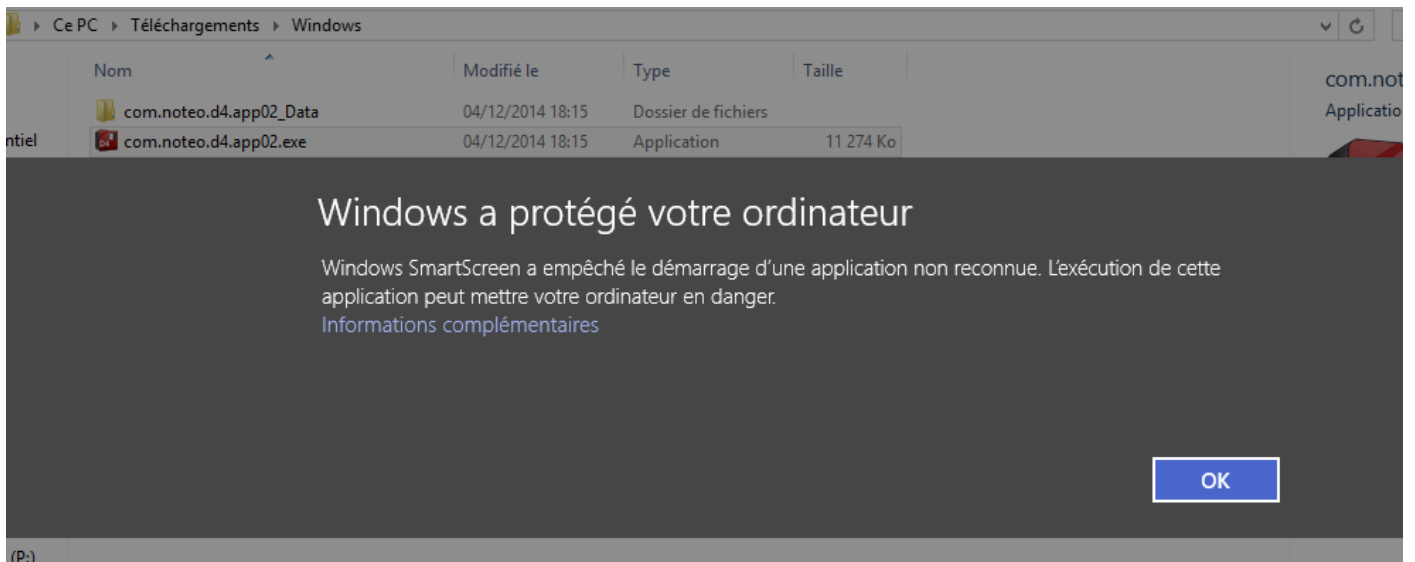 Ce PC Téléchargements Windows
Nom Modifié le Type Taille
com.not
com.noteo.d4.app02_Data 04/12/2014 18:15 Dossier de fichiers
Applicatio
ntiel com.noteo.d4.app02.exe 04/12/2014 18:15 Application 11 274 Ko
Windows a protégé votre ordinateur
Windows SmartScreen a empêché le démarrage d'une application non reconnue. L'exécution de cette
application peut mettre votre ordinateur en danger.
Informations complémentaires
OK
(P:)